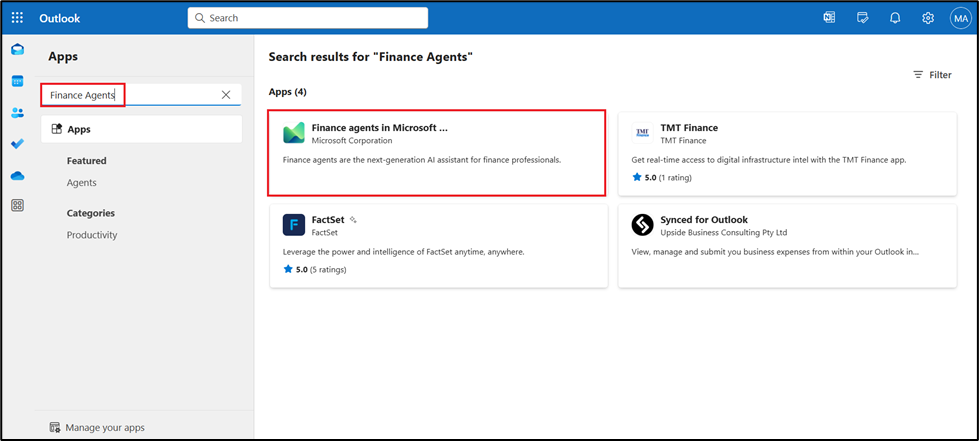 Outlook
Search
MA
Apps
Finance Agents
Apps
Featured
Agents
Categories
Productivity
Manage your apps
Search results for "Finance Agents"
Filter
Apps (4)
Finance agents in Microsoft ...
Microsoft Corporation
Finance agents are the next-generation AI assistant for finance professionals.
TMT
TMT Finance
TMT Finance
Get real-time access to digital infrastructure intel with the TMT Finance app.
5.0 (1 rating)
F
FactSet
FactSet
Leverage the power and intelligence of FactSet anytime, anywhere.
5.0 (5 ratings)
Synced for Outlook
Upside Business Consulting Pty Ltd
View, manage and submit you business expenses from within your Outlook in...